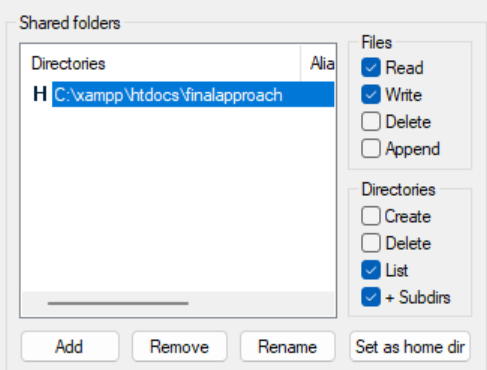 Shared folders
Directories
Alia
H C:\xampp\htdocs\finalapproach
Files
Read
Write
Delete
Append
Directories
Create
Delete
List
+ Subdirs
Add
Remove
Rename
Set as home dir